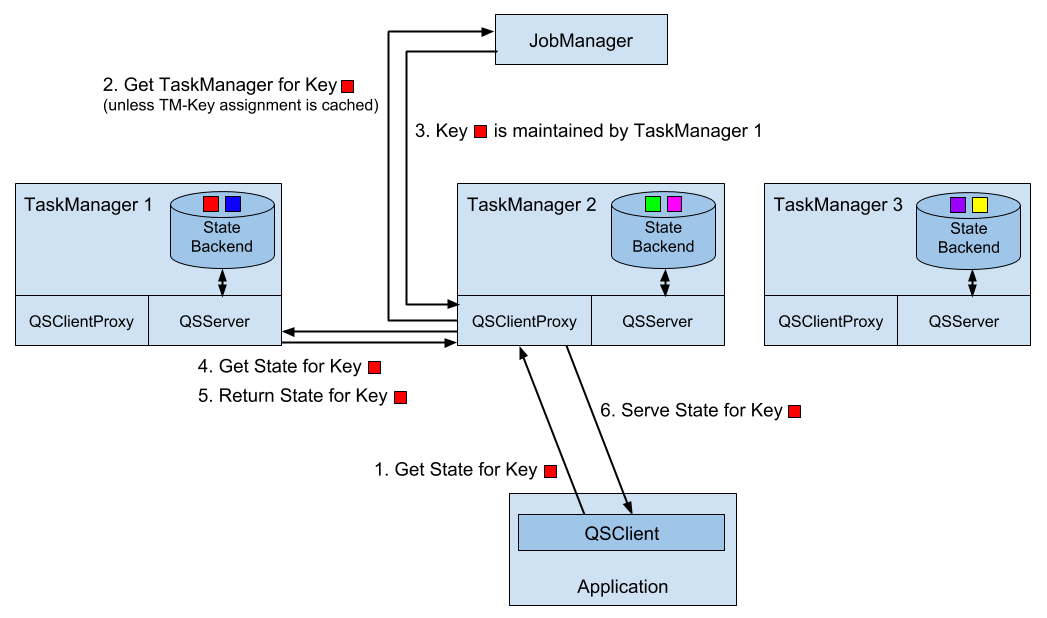 JobManager
2. Get TaskManager for Key
(unless TM-Key assignment is cached)
3. Key is maintained by TaskManager 1
TaskManager 1
State
Backend
QSClientProxy
QSServer
TaskManager 2
State
Backend
QSClientProxy
QSServer
TaskManager 3
State
Backend
QSClientProxy
QSServer
4. Get State for Key
5. Return State for Key
6. Serve State for Key
1. Get State for Key
QSClient
Application